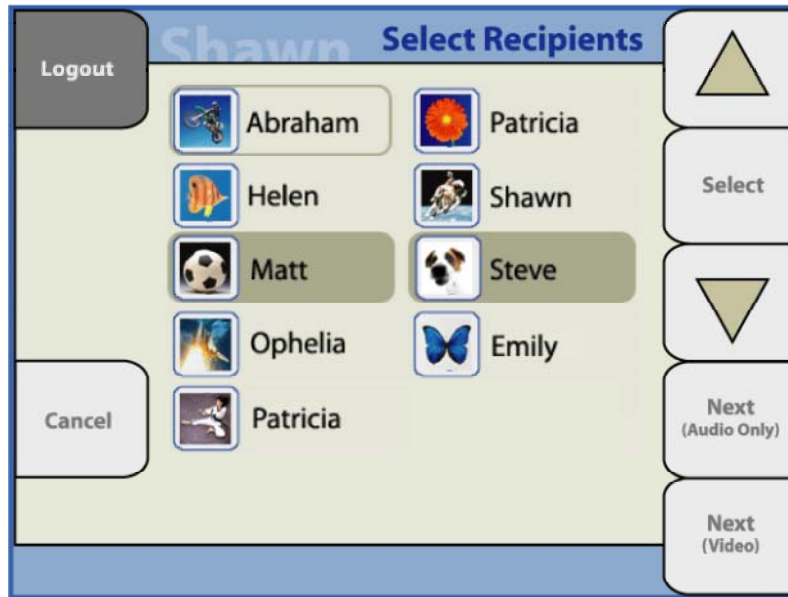 Logout
Shawn
Select Recipients
Abraham
Patricia
Helen
Shawn
Matt
Steve
Ophelia
Emily
Patricia
Select
Cancel
Next
(Audio Only)
Next
(Video)